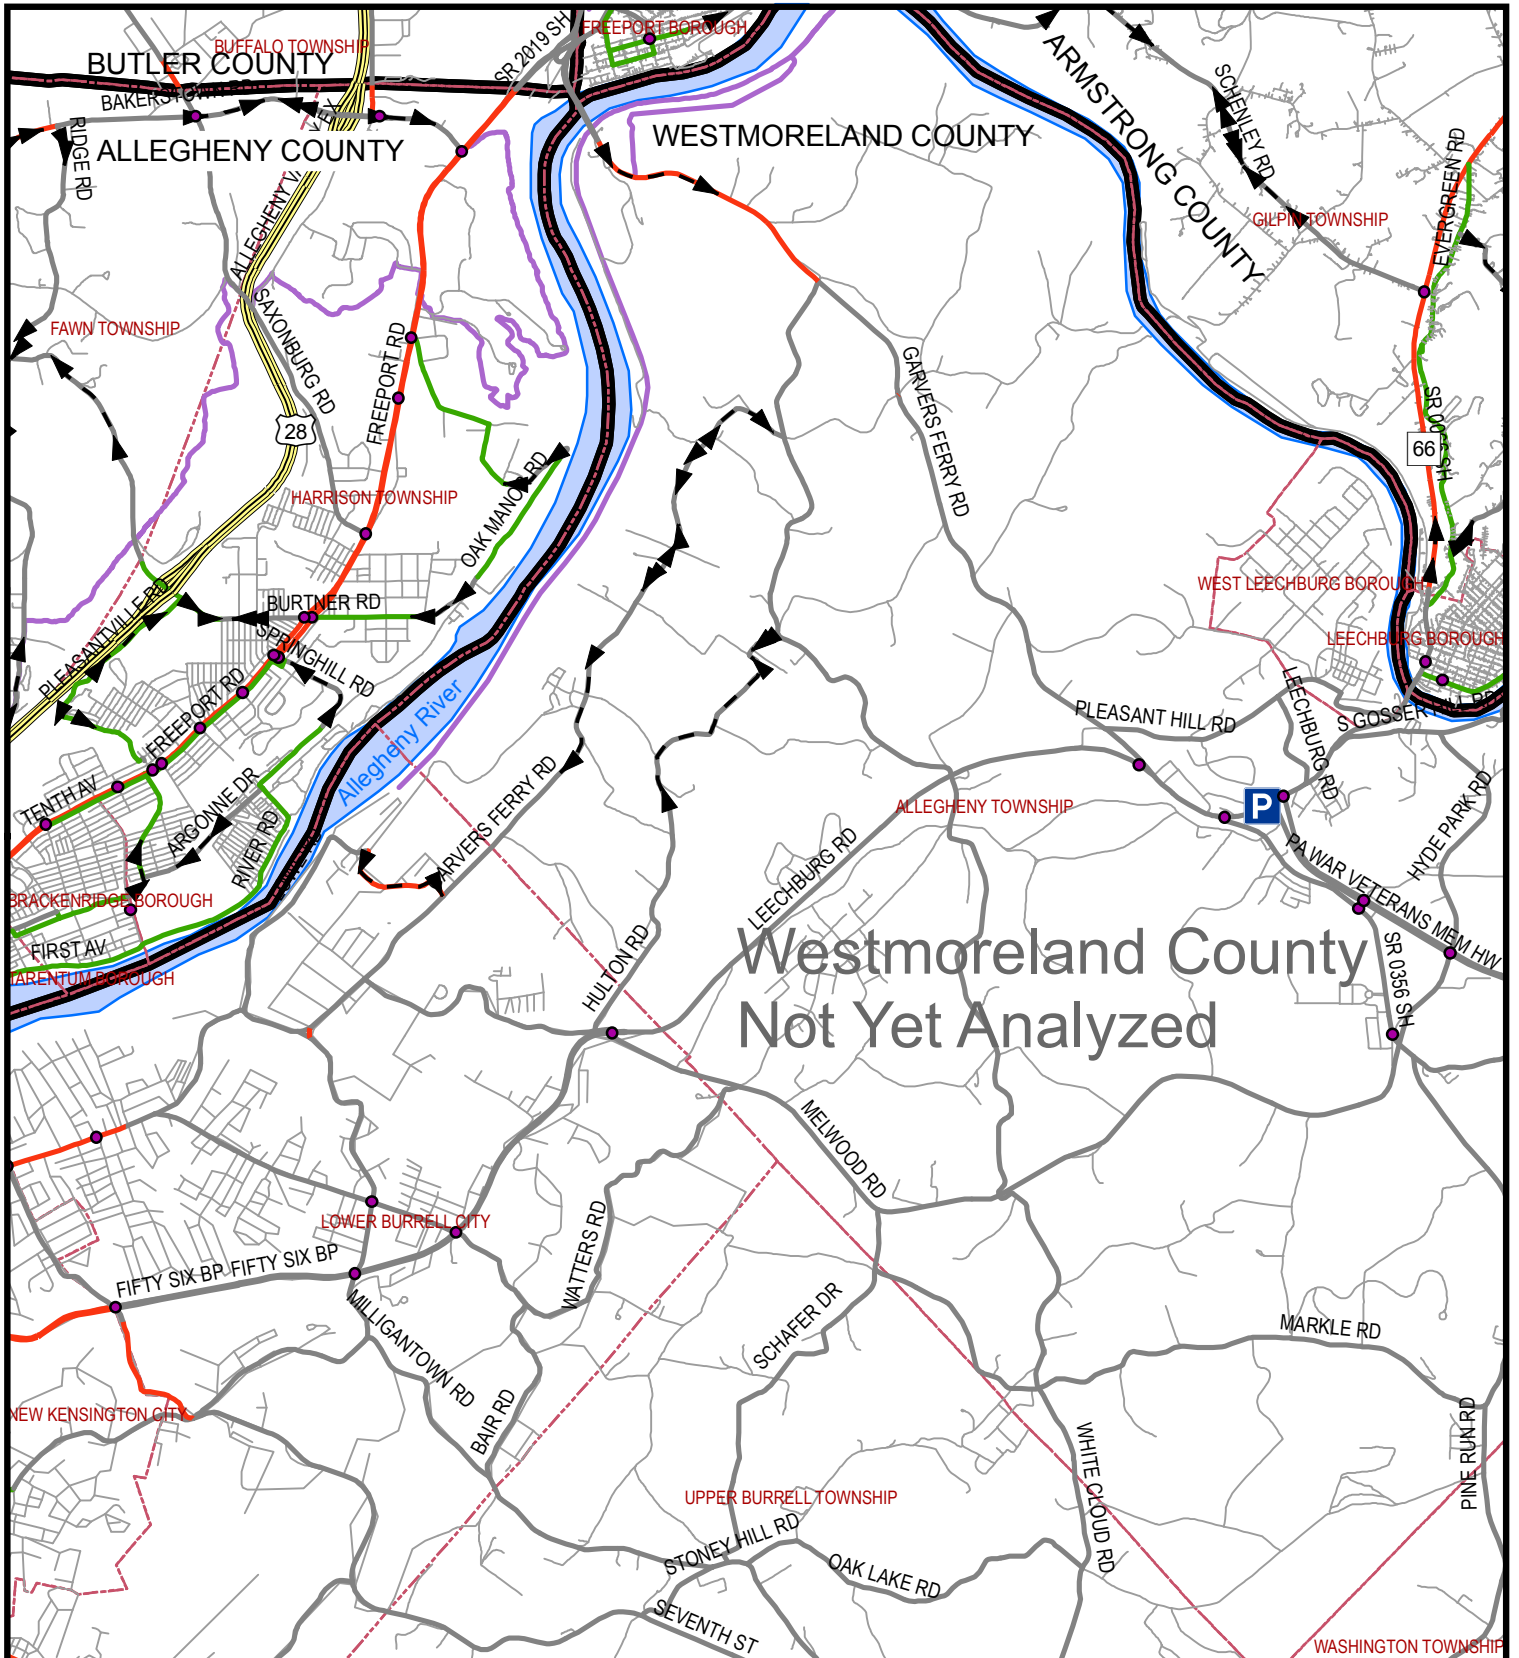 FREEPORT BOROUGH
SR 2019 SH
BUFFALO TOWNSHIP
BUTLER COUNTY
ARMSTRONG COUNTY
SCHENLEY RD
RIDGE RD
ALLEGHENY COUNTY
WESTMORELAND COUNTY
EVERGREEN RD
GILPIN TOWNSHIP
SAXONBURG RD
FAWN TOWNSHIP
FREEPORT RD
GARVERS FERRY RD
28
66
HARRISON TOWNSHIP
OAK MANOR RD
WEST LEECHBURG BOROUGH
BURTNER RD
PLEASANTVILLE RD
SPRINGHILL RD
LEECHBURG BOROUGH
FREEPORT RD
Allegheny River
PLEASANT HILL RD
LEECHBURG RD
S GOSSER HILL RD
TENTH AV
ARGONNE DR
RIVER RD
ARVERS FERRY RD
ALLEGHENY TOWNSHIP
P
HYDE PARK RD
LEECHBURG RD
PA WAR VETERANS MEM HW
BRACKENRIDGE BOROUGH
FIRST AV
TARENTUM BOROUGH
HULTON RD
Westmoreland County
Not Yet Analyzed
SR 0356 SH
MELWOOD RD
LOWER BURRELL CITY
WATTERS RD
FIFTY SIX BP
FIFTY SIX BP
MILLIGANTOWN RD
SCHAFER DR
MARKLE RD
NEW KENSINGTON CITY
BAIR RD
WHITE CLOUD RD
PINE RUN RD
UPPER BURRELL TOWNSHIP
STONEY HILL RD
OAK LAKE RD
SEVENTH ST
WASHINGTON TOWNSHIP